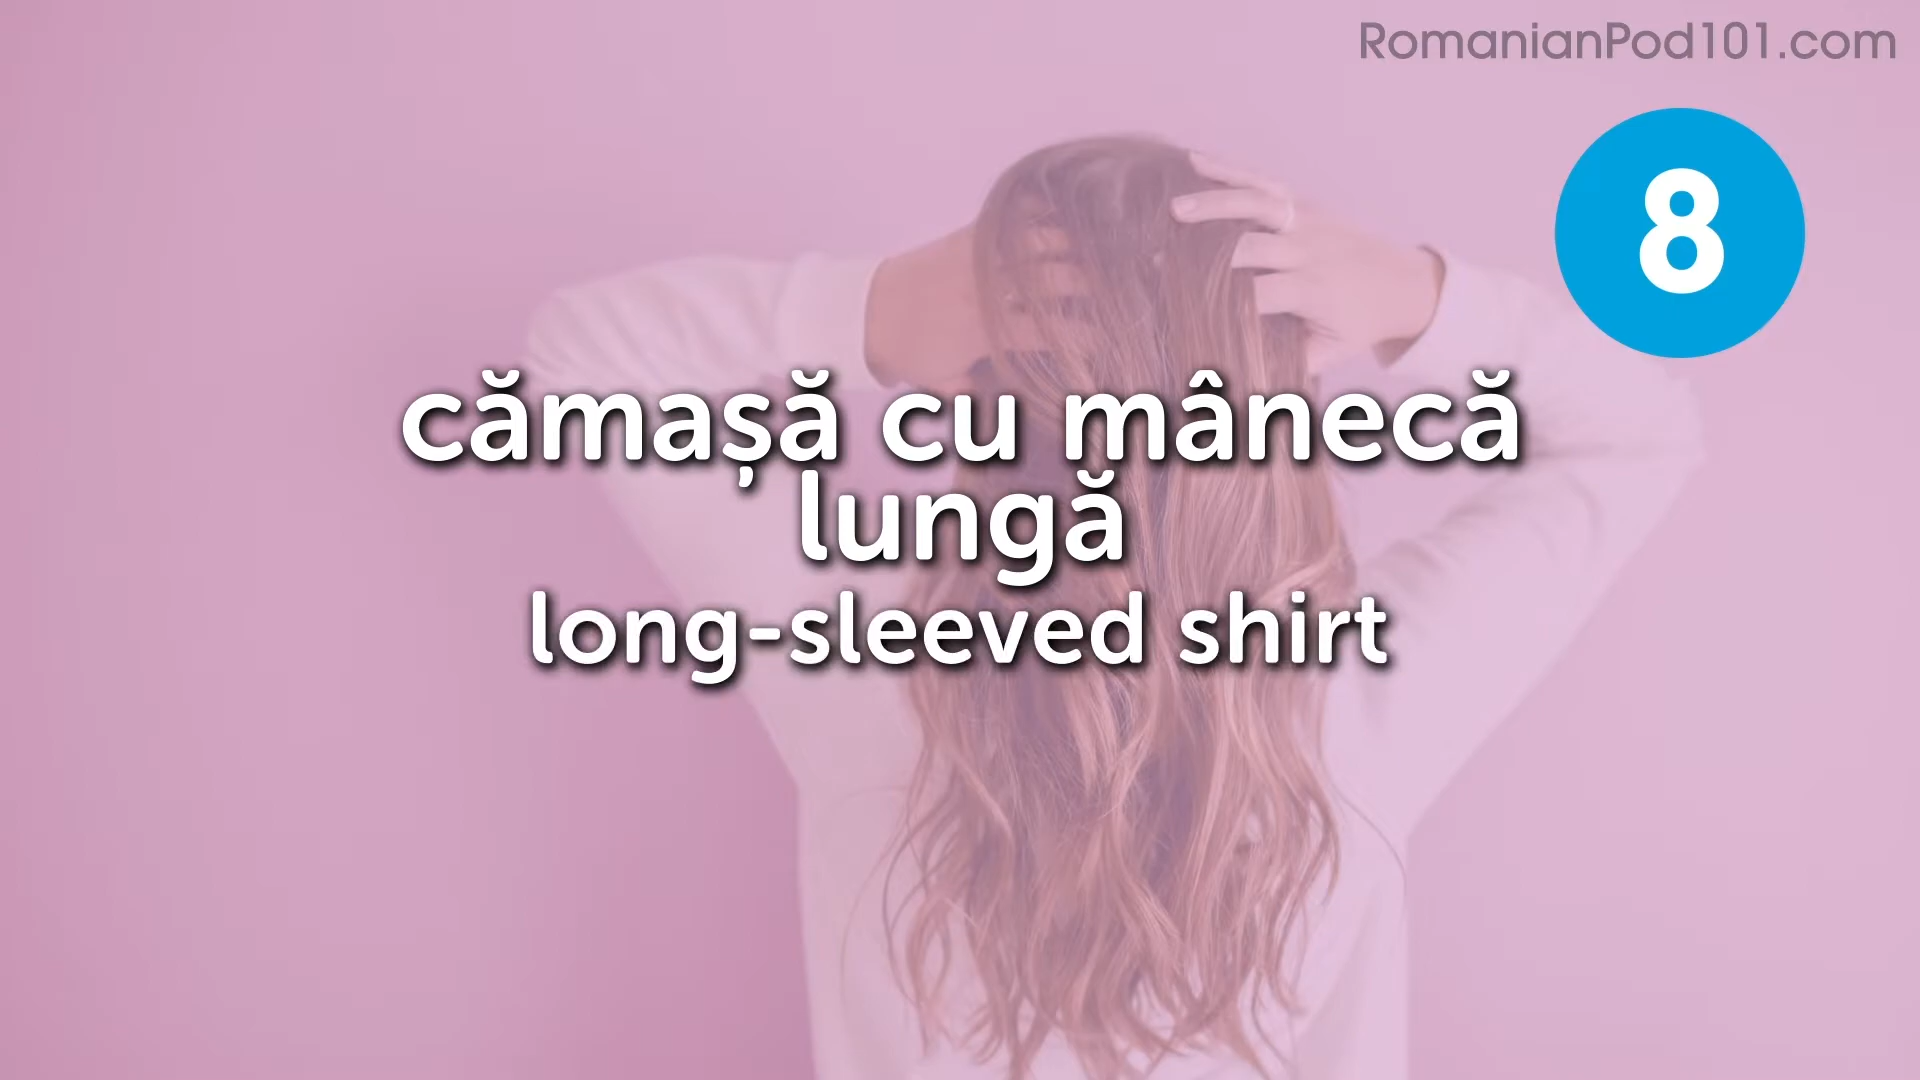 RomanianPod101.com
8
cămașă cu mânecă
lungă
long-sleeved shirt